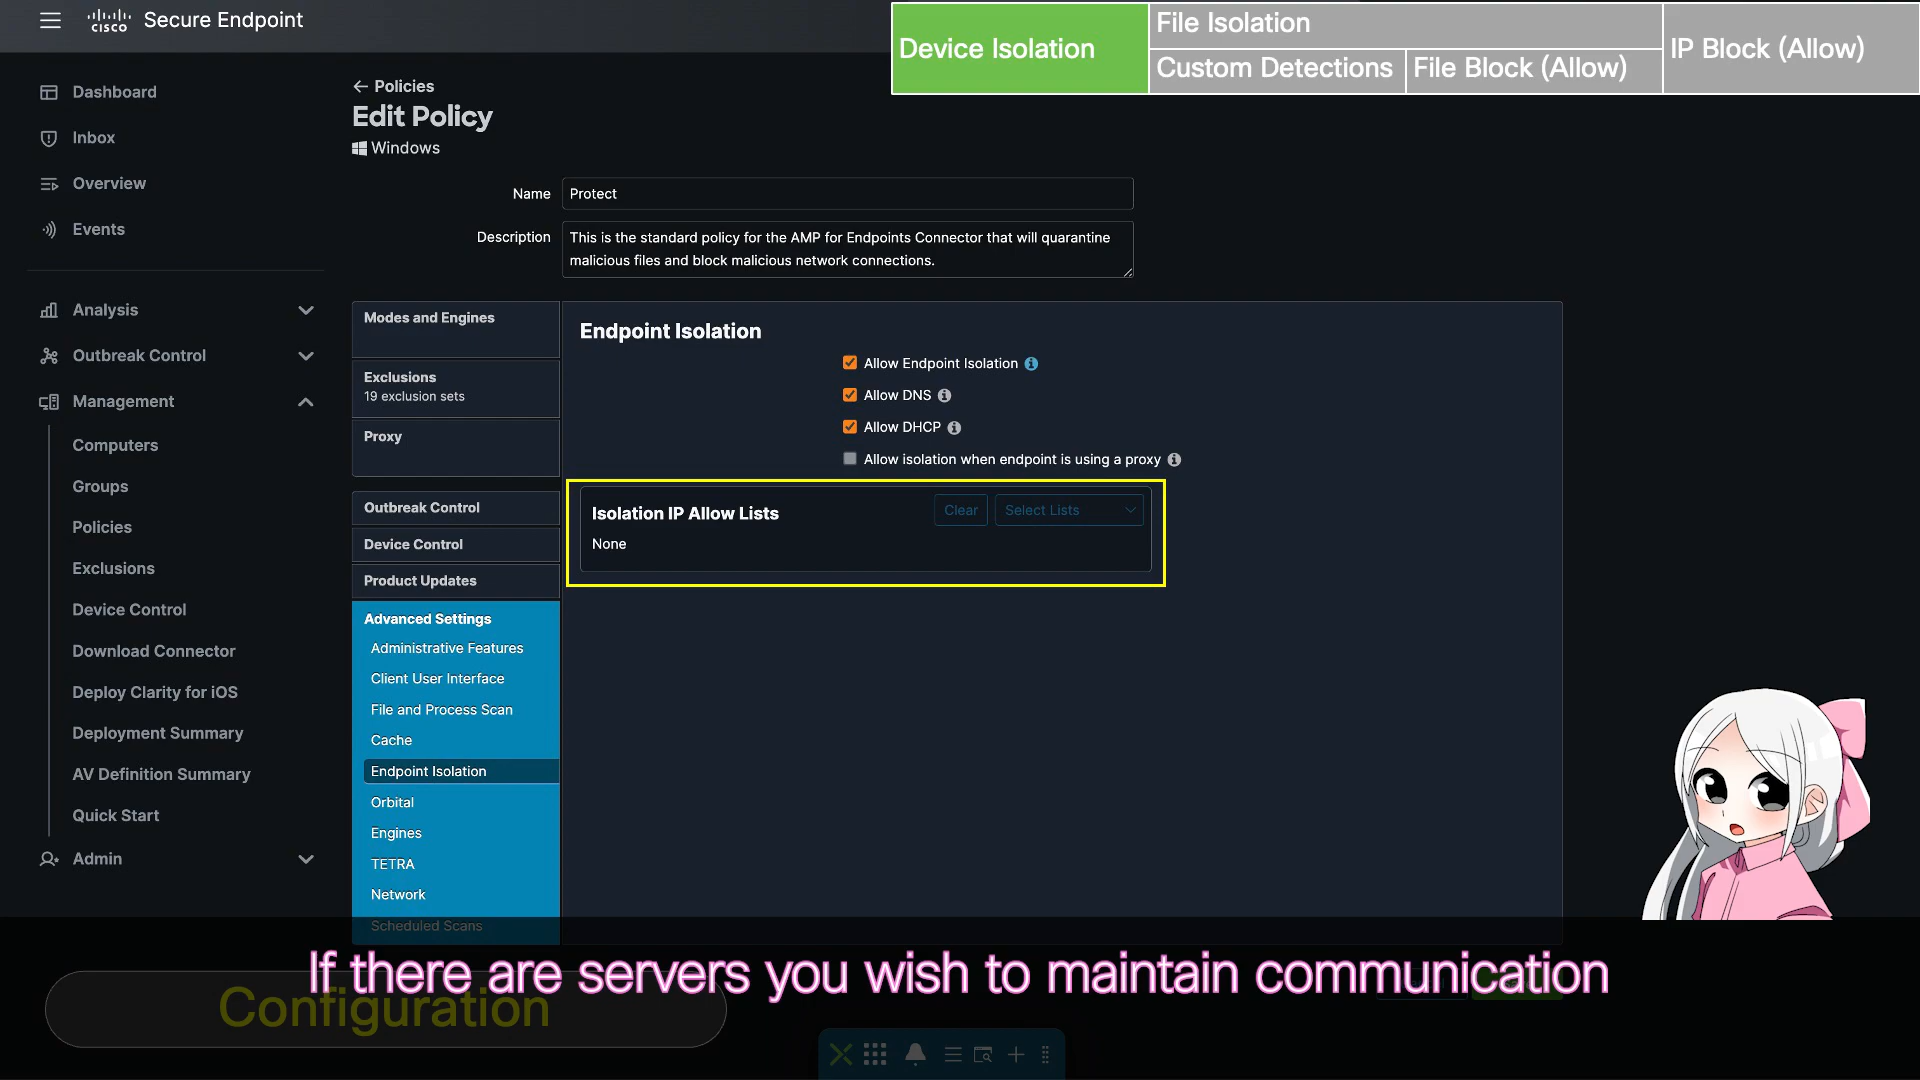 CISCO Secure Endpoint
Device Isolation
File Isolation
Custom Detections
File Block (Allow)
IP Block (Allow)
Dashboard
Inbox
Overview
Events
Analysis
Outbreak Control
Management
Computers
Groups
Policies
Exclusions
Device Control
Download Connector
Deploy Clarity for iOS
Deployment Summary
AV Definition Summary
Quick Start
Admin
Policies
Edit Policy
Windows
Name
Protect
Description
This is the standard policy for the AMP for Endpoints Connector that will quarantine
malicious files and block malicious network connections.
Modes and Engines
Exclusions
19 exclusion sets
Proxy
Outbreak Control
Device Control
Product Updates
Advanced Settings
Administrative Features
Client User Interface
File and Process Scan
Cache
Endpoint Isolation
Orbital
Engines
TETRA
Network
Scheduled Scans
Endpoint Isolation
Allow Endpoint Isolation
Allow DNS
Allow DHCP
Allow isolation when endpoint is using a proxy
Isolation IP Allow Lists
Clear
Select Lists
None
If there are servers you wish to maintain communication
Configuration